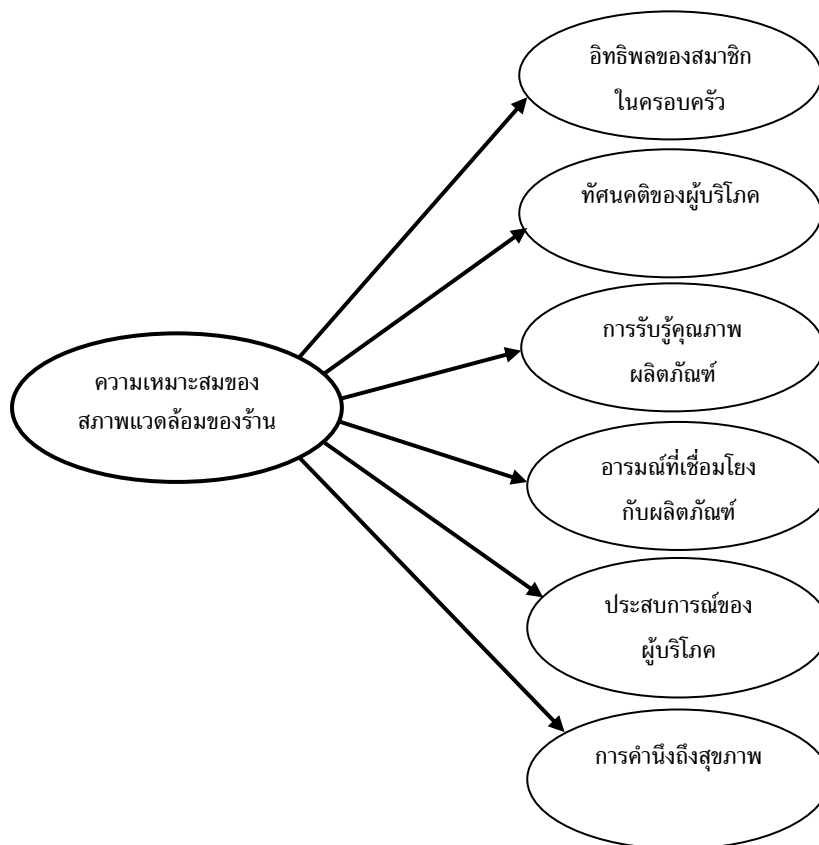 อิทธิพลของสมาชิก
ในครอบครัว
ทัศนคติของผู้บริโภค
การรับรู้คุณภาพ
ผลิตภัณฑ์
ความเหมาะสมของ
สภาพแวดล้อมของร้าน
อารมณ์ที่เชื่อมโยง
กับผลิตภัณฑ์
ประสบการณ์ของ
ผู้บริโภค
การคำนึงถึงสุขภาพ